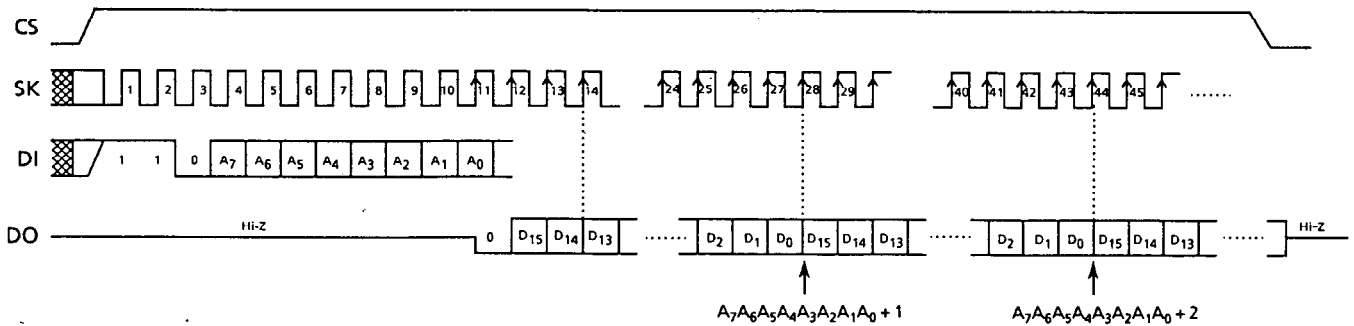 CS
SK 1 2 3 4 5 6 7 8 9 10 11 12 13 14 24 25 26 27 28 29 40 41 42 43 44 45 ........
DI 1 1 0 A₇ A₆ A₅ A₄ A₃ A₂ A₁ A₀
DO Hi-Z 0 D₁₅ D₁₄ D₁₃ ........ D₂ D₁ D₀ D₁₅ D₁₄ D₁₃ ........ D₂ D₁ D₀ D₁₅ D₁₄ D₁₃ ........ Hi-Z
A₇A₆A₅A₄A₃A₂A₁A₀ + 1 A₇A₆A₅A₄A₃A₂A₁A₀ + 2